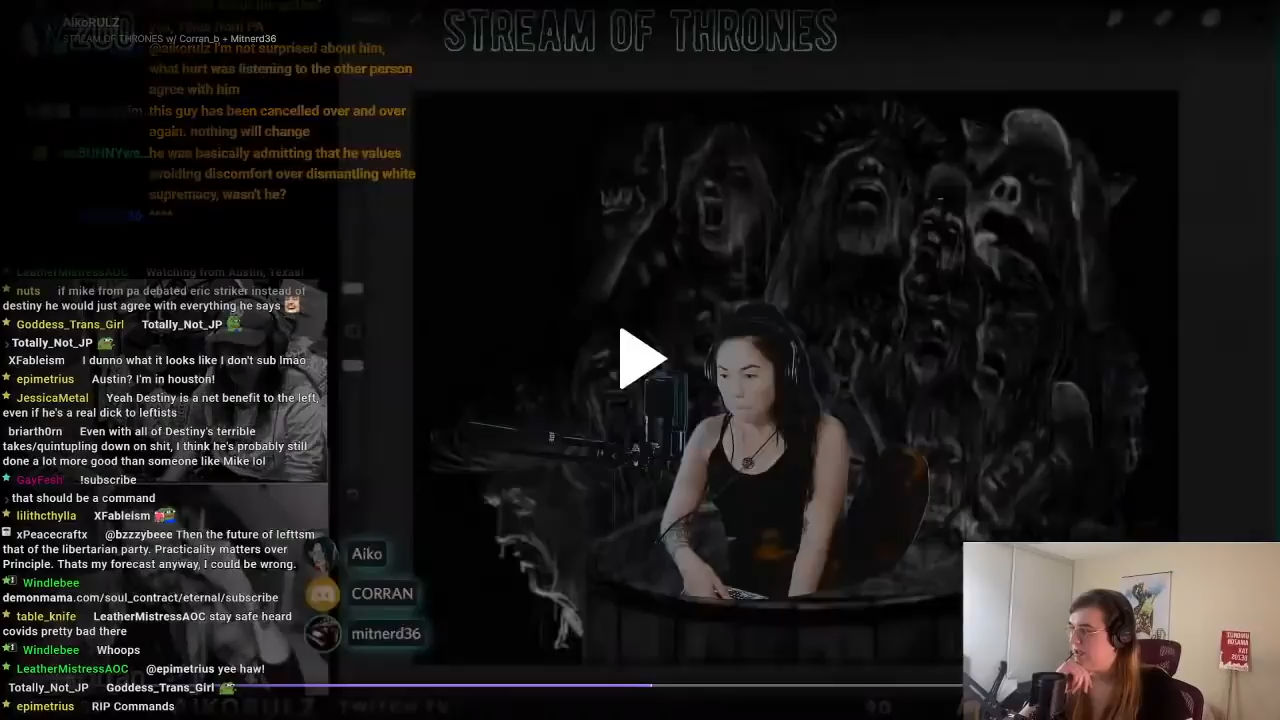 AikoRULZ
STREAM OF THRONES w/ Corran_b + Mitnerd36
STREAM OF THRONES
from PA
@aikorulz I'm not surprised about him,
what hurt was listening to the other person
agree with him
this guy has been cancelled over and over
again. nothing will change
he was basically admitting that he values
avoiding discomfort over dismantling white
supremacy, wasn't he?
****
LeatherMistressAOC Watching from Austin, Texas!
nuts if mike from pa debated eric striker instead of
destiny he would just agree with everything he says
Goddess_Trans_Girl Totally_Not_JP
Totally_Not_JP
XFableism I dunno what it looks like I don't sub lmao
epimetrius Austin? I'm in houston!
JessicaMetal Yeah Destiny is a net benefit to the left,
even if he's a real dick to leftists
briarth0rn Even with all of Destiny's terrible
takes/quintupling down on shit, I think he's probably still
done a lot more good than someone like Mike lol
GayFesh !subscribe
that should be a command
lilithcthylla XFableism
xPeacecraftx @bzzzybeee Then the future of lefttsm
that of the libertarian party. Practicality matters over
Principle. Thats my forecast anyway, I could be wrong.
Windlebee
demonmama.com/soul_contract/eternal/subscribe
table_knife LeatherMistressAOC stay safe heard
covids pretty bad there
Windlebee Whoops
LeatherMistressAOC @epimetrius yee haw!
Totally_Not_JP Goddess_Trans_Girl
epimetrius RIP Commands
Aiko
CORRAN
mitnerd36
AIKORULZ TWITCH.TV